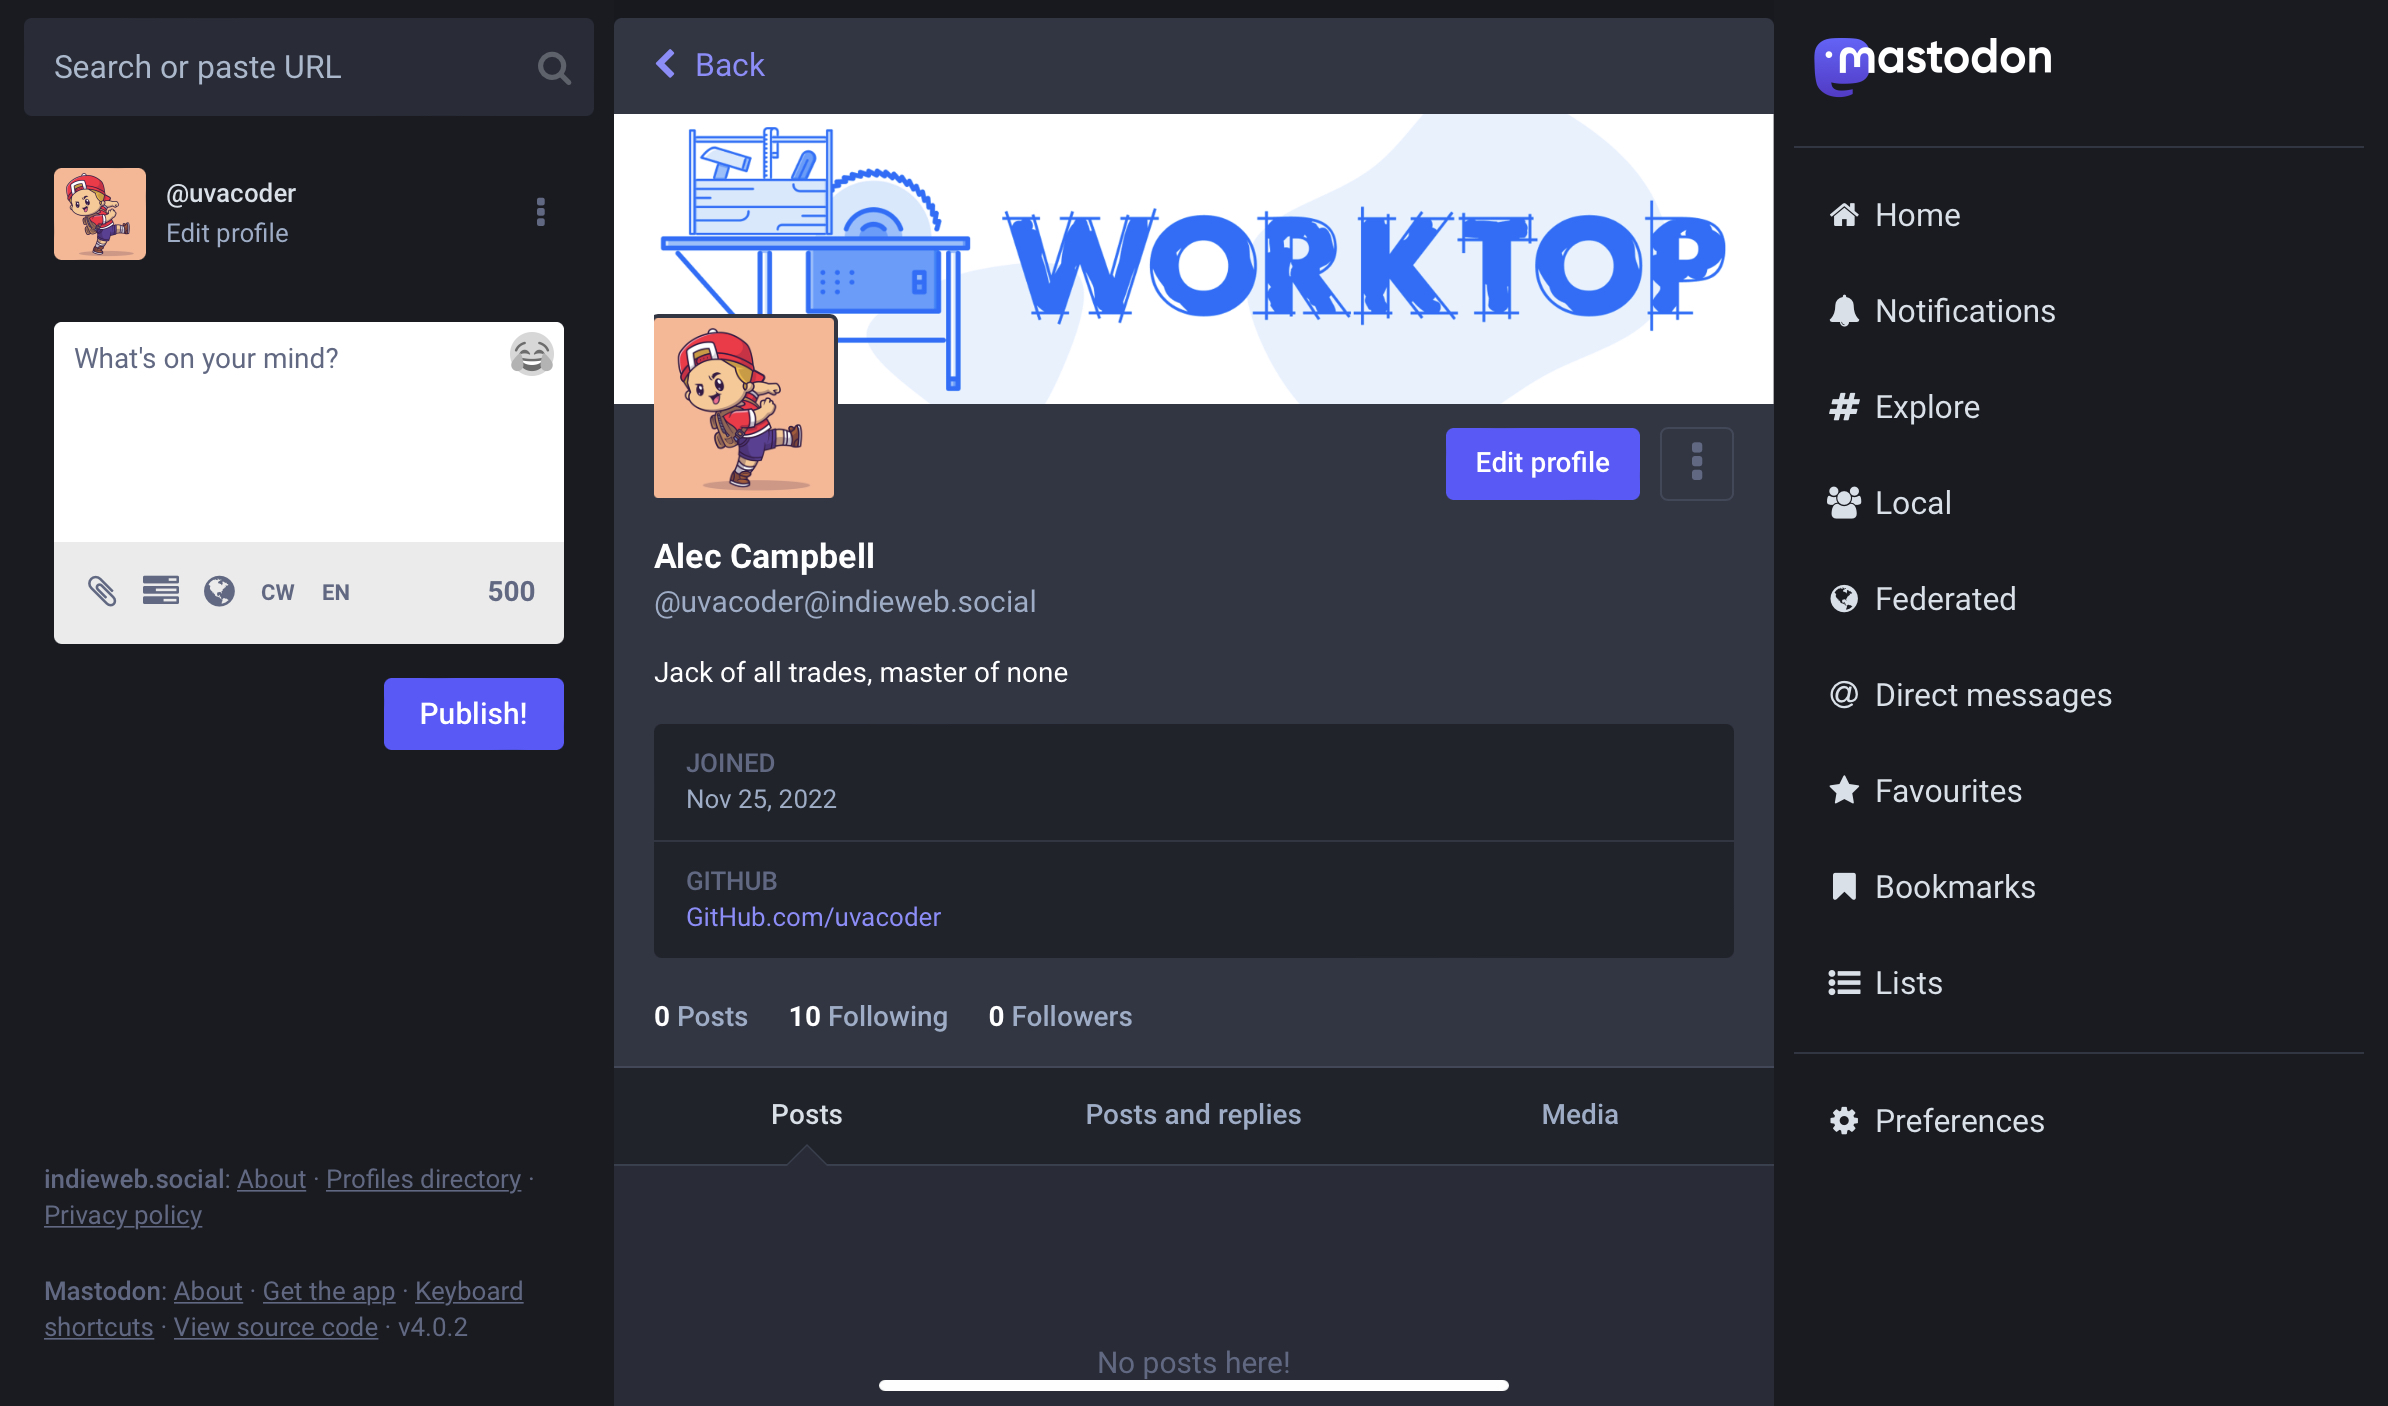 Search or paste URL
@uvacoder
Edit profile
What's on your mind?
CW EN 500
Publish!
indieweb.social: About · Profiles directory ·
Privacy policy
Mastodon: About · Get the app · Keyboard
shortcuts · View source code · v4.0.2
Back
WORKTOP
Edit profile
Alec Campbell
@uvacoder@indieweb.social
Jack of all trades, master of none
JOINED
Nov 25, 2022
GITHUB
GitHub.com/uvacoder
0 Posts 10 Following 0 Followers
Posts Posts and replies Media
No posts here!
mastodon
Home
Notifications
Explore
Local
Federated
Direct messages
Favourites
Bookmarks
Lists
Preferences